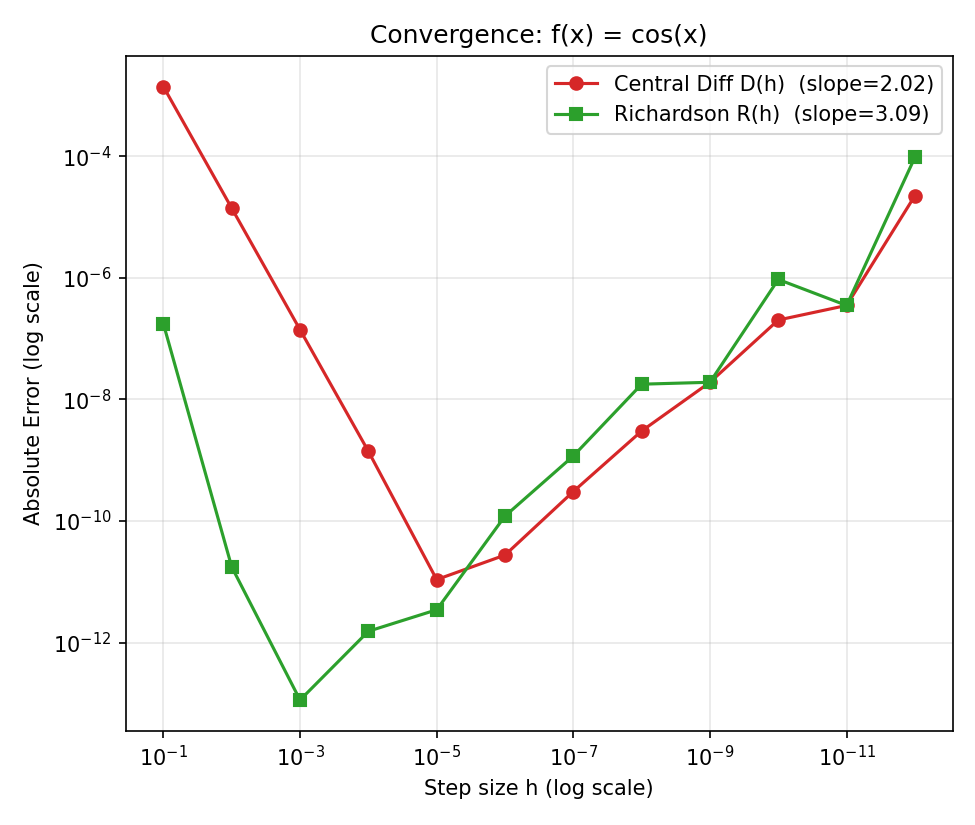 Convergence: f(x) = cos(x)
Central Diff D(h)  (slope=2.02)
Richardson R(h)  (slope=3.09)
Absolute Error (log scale)
10⁻⁴
10⁻⁶
10⁻⁸
10⁻¹⁰
10⁻¹²
10⁻¹ 10⁻³ 10⁻⁵ 10⁻⁷ 10⁻⁹ 10⁻¹¹
Step size h (log scale)